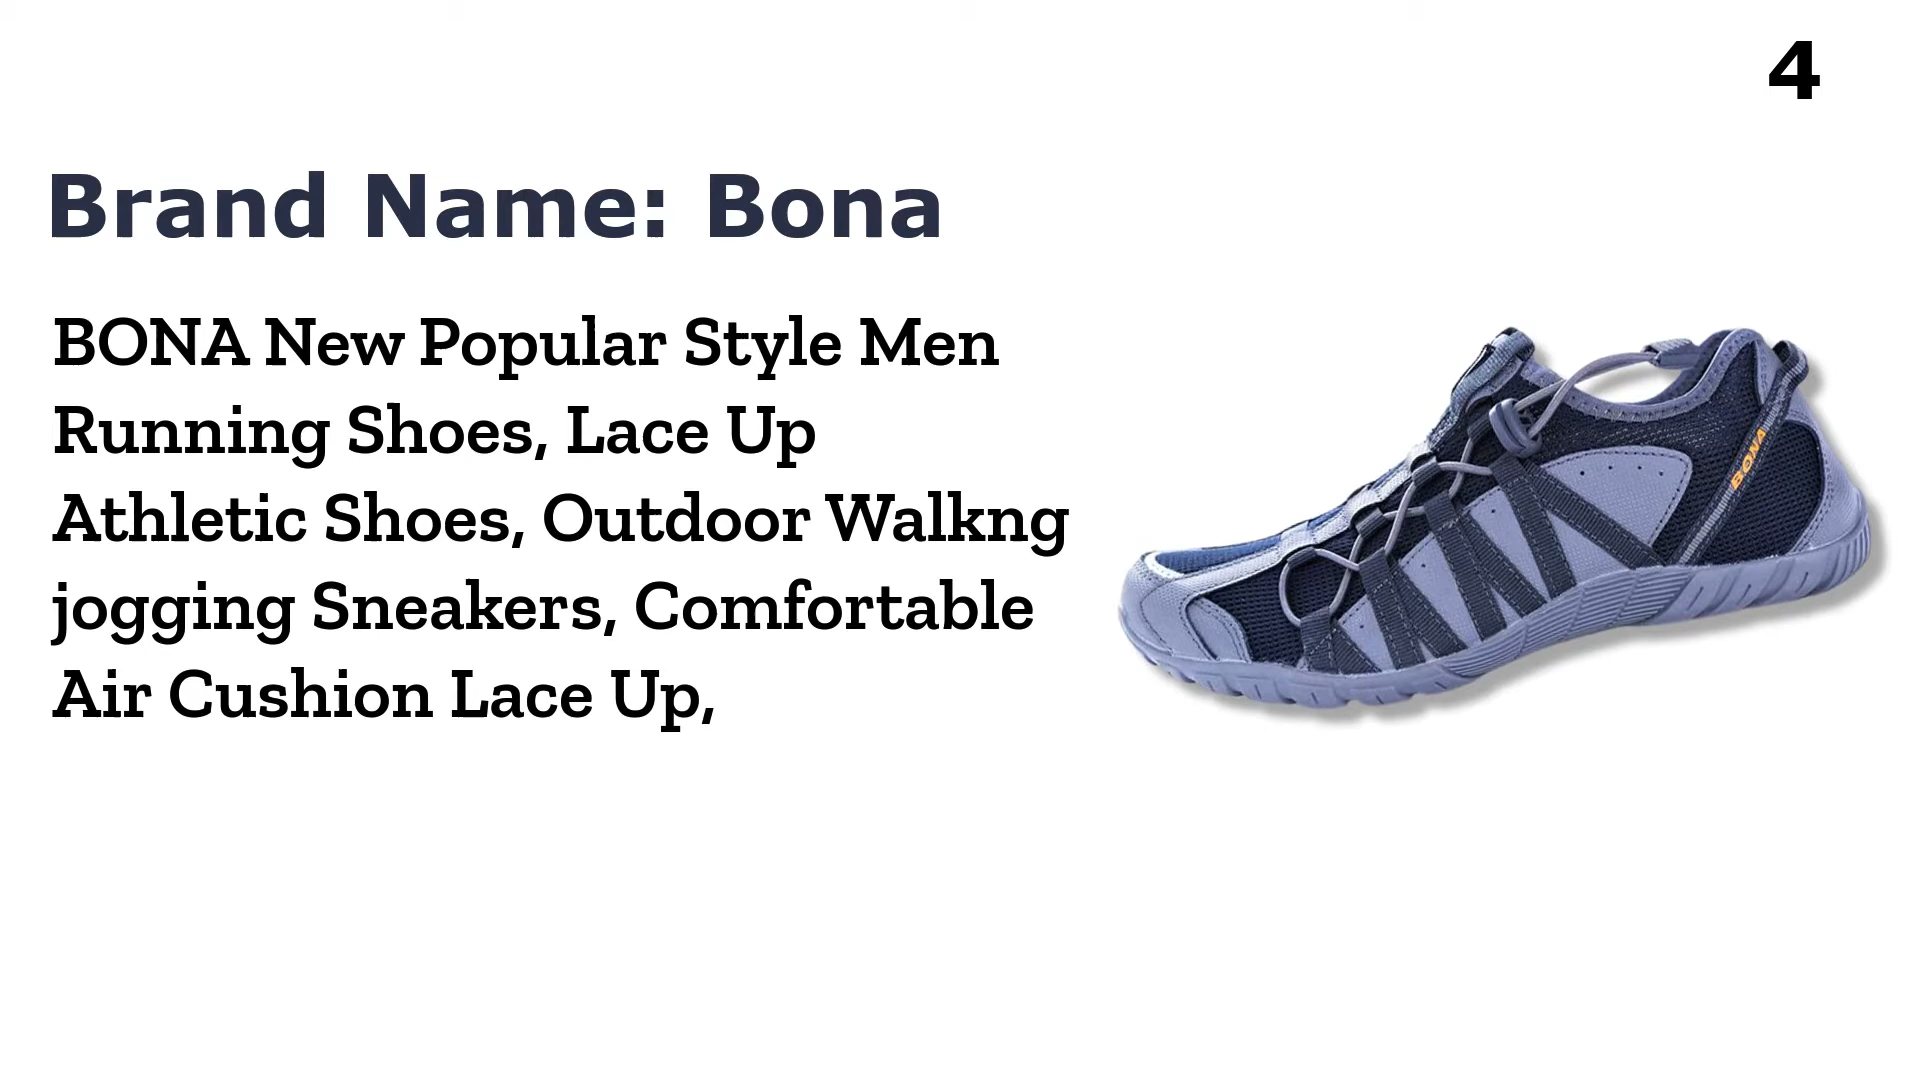 4
Brand Name: Bona
BONA New Popular Style Men
Running Shoes, Lace Up
Athletic Shoes, Outdoor Walkng
jogging Sneakers, Comfortable
Air Cushion Lace Up,
BONA